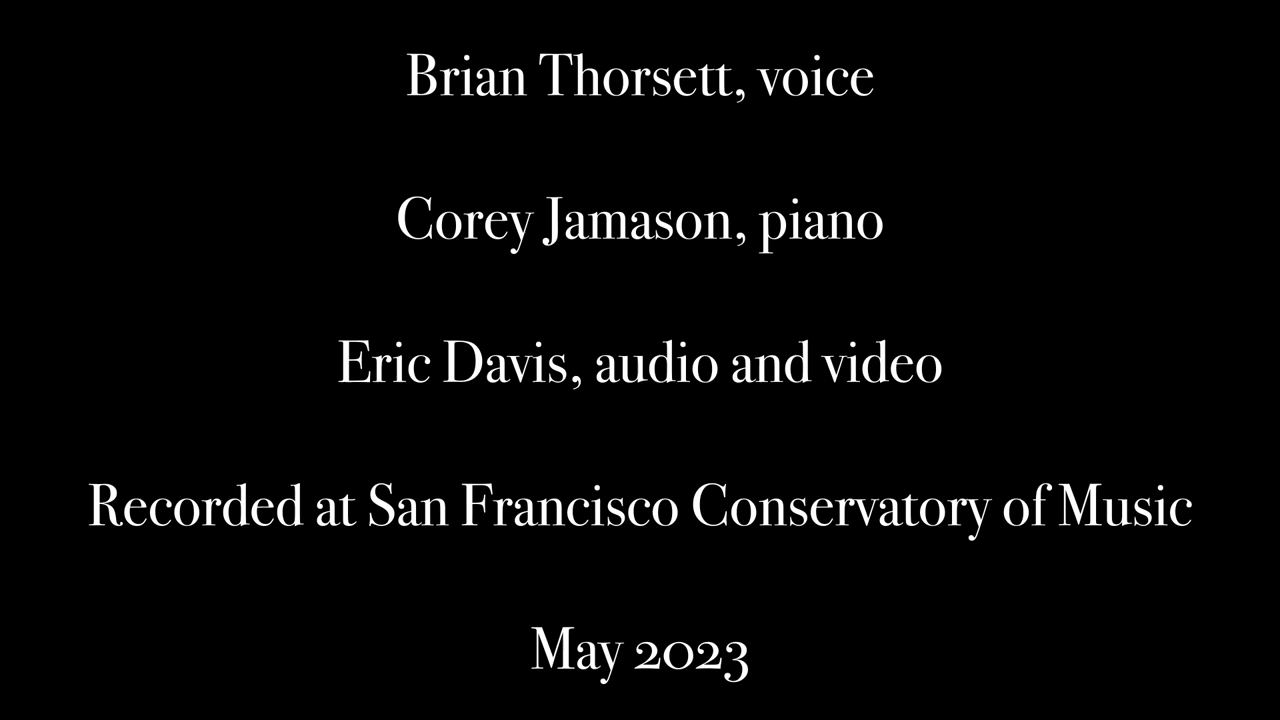 Brian Thorsett, voice
Corey Jamason, piano
Eric Davis, audio and video
Recorded at San Francisco Conservatory of Music
May 2023